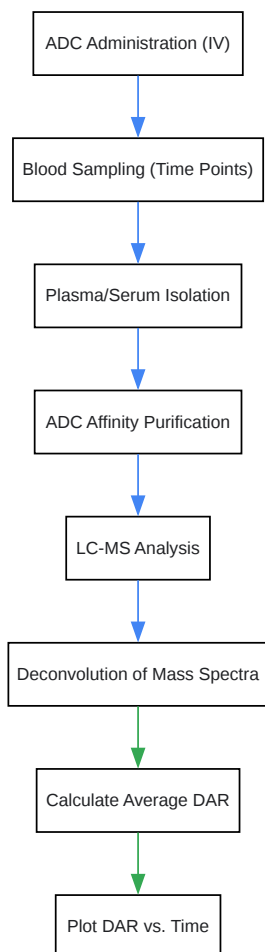 ADC Administration (IV)
Blood Sampling (Time Points)
Plasma/Serum Isolation
ADC Affinity Purification
LC-MS Analysis
Deconvolution of Mass Spectra
Calculate Average DAR
Plot DAR vs. Time